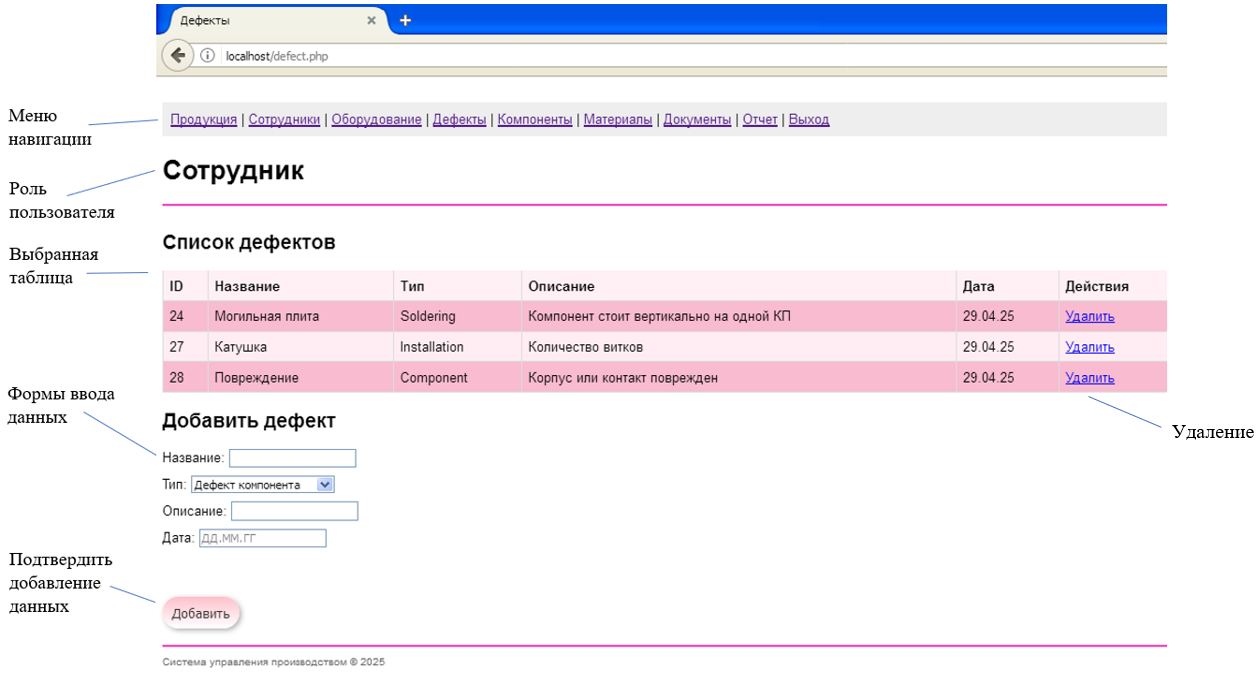 Дефекты
localhost/defect.php
Меню
навигации
Продукция | Сотрудники | Оборудование | Дефекты | Компоненты | Материалы | Документы | Отчет | Выход
Роль
пользователя
Сотрудник
Выбранная
таблица
Список дефектов
ID Название Тип Описание Дата Действия
24 Могильная плита Soldering Компонент стоит вертикально на одной КП 29.04.25 Удалить
27 Катушка Installation Количество витков 29.04.25 Удалить
28 Повреждение Component Корпус или контакт поврежден 29.04.25 Удалить
Удаление
Формы ввода
данных
Добавить дефект
Название:
Тип: Дефект компонента
Описание:
Дата: ДД.ММ.ГГ
Подтвердить
добавление
данных
Добавить
Система управления производством © 2025